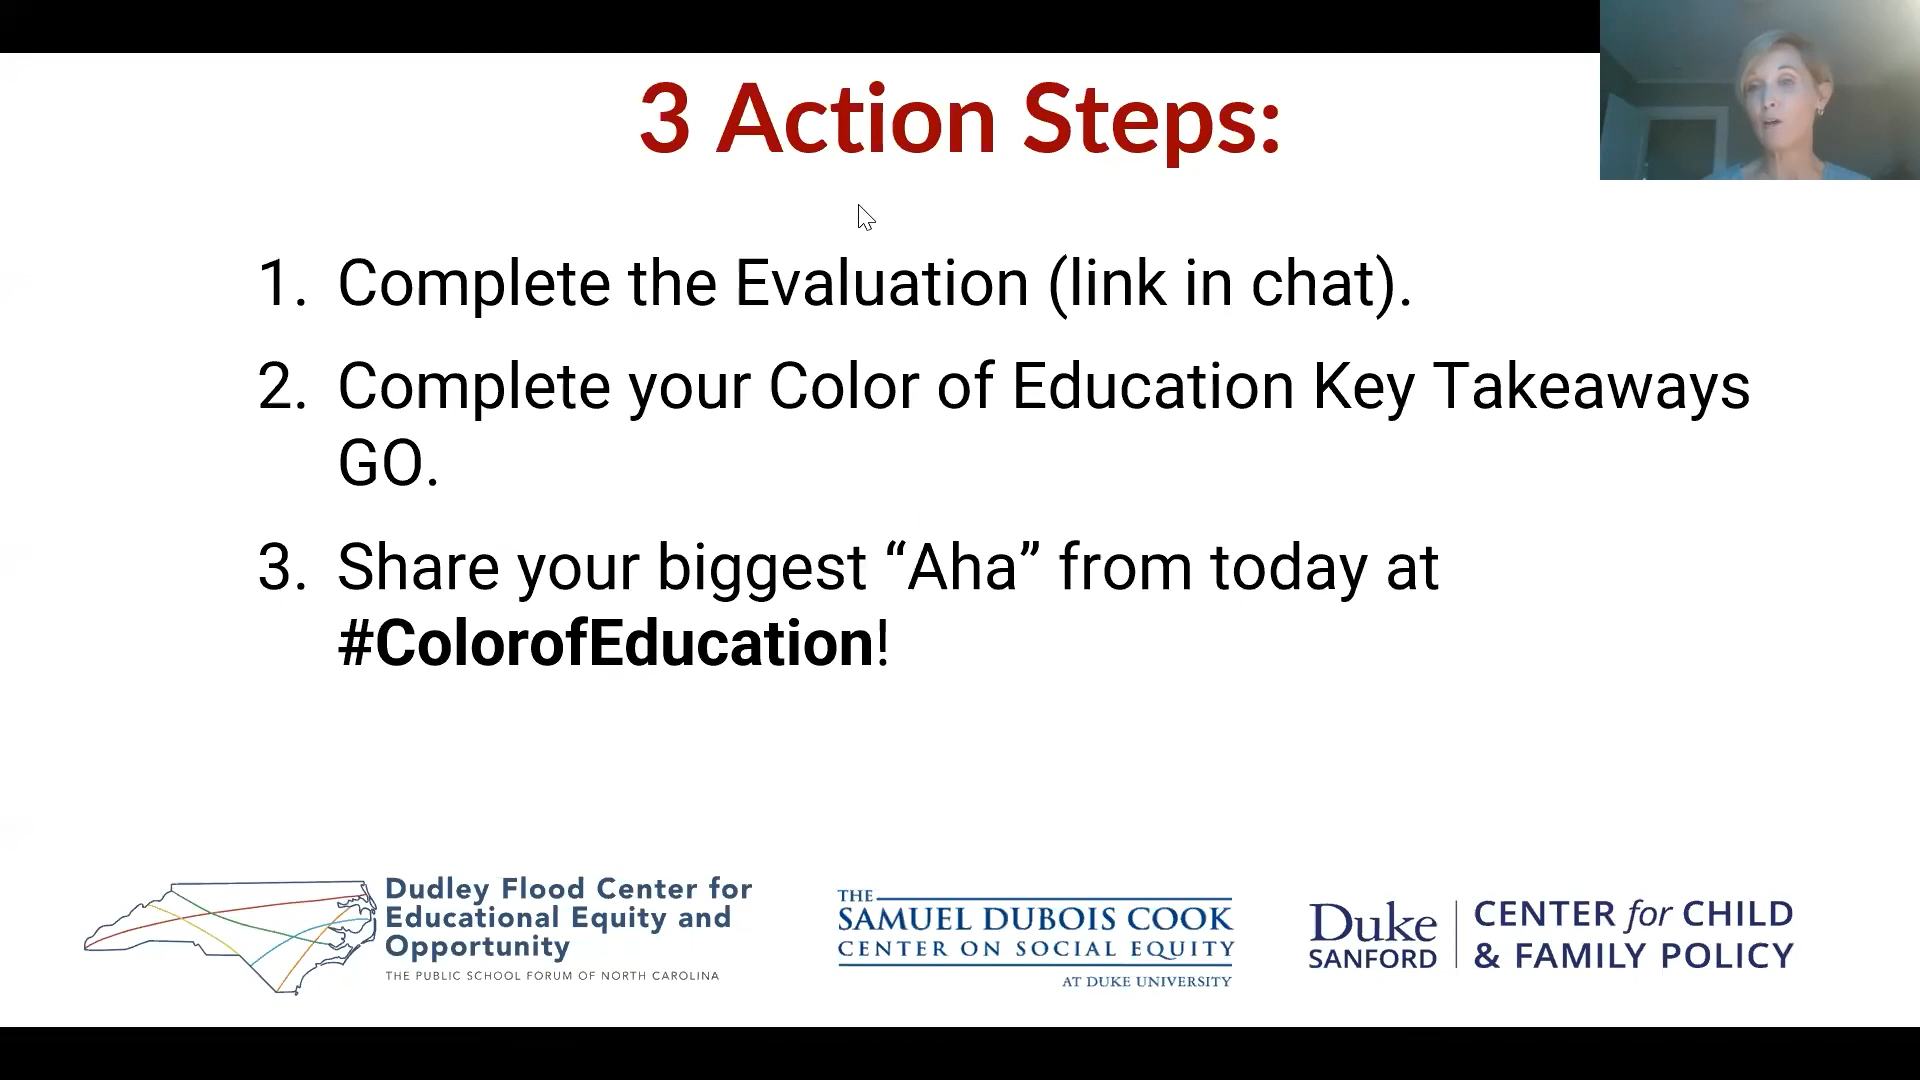 3 Action Steps:
1. Complete the Evaluation (link in chat).
2. Complete your Color of Education Key Takeaways
GO.
3. Share your biggest “Aha” from today at
#ColorofEducation!
Dudley Flood Center for
Educational Equity and
Opportunity
THE PUBLIC SCHOOL FORUM OF NORTH CAROLINA
THE
SAMUEL DUBOIS COOK
CENTER ON SOCIAL EQUITY
AT DUKE UNIVERSITY
Duke
SANFORD
CENTER for CHILD
& FAMILY POLICY